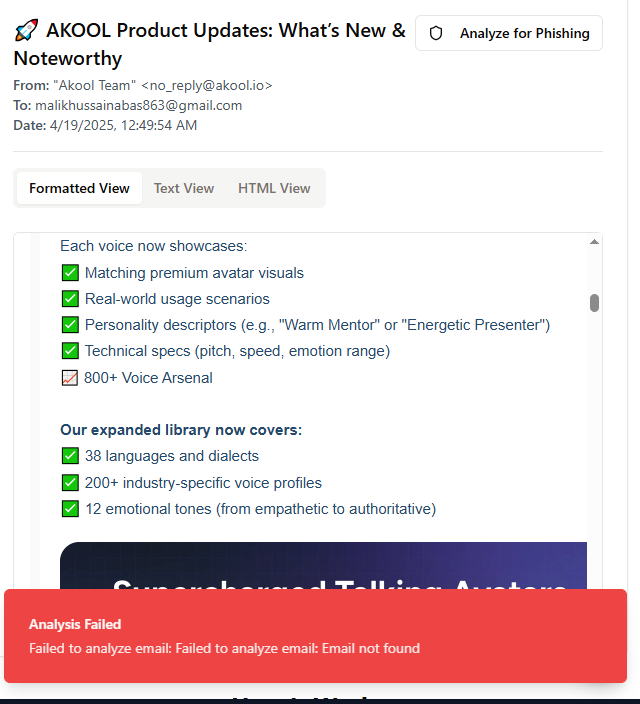 🚀 AKOOL Product Updates: What's New &
Noteworthy
Analyze for Phishing
From: "Akool Team" <no_reply@akool.io>
To: malikhussainabas863@gmail.com
Date: 4/19/2025, 12:49:54 AM
Formatted View
Text View
HTML View
Each voice now showcases:
✅ Matching premium avatar visuals
✅ Real-world usage scenarios
✅ Personality descriptors (e.g., "Warm Mentor" or "Energetic Presenter")
✅ Technical specs (pitch, speed, emotion range)
📈 800+ Voice Arsenal
Our expanded library now covers:
✅ 38 languages and dialects
✅ 200+ industry-specific voice profiles
✅ 12 emotional tones (from empathetic to authoritative)
Supercharged Talking Avatars
Analysis Failed
Failed to analyze email: Failed to analyze email: Email not found